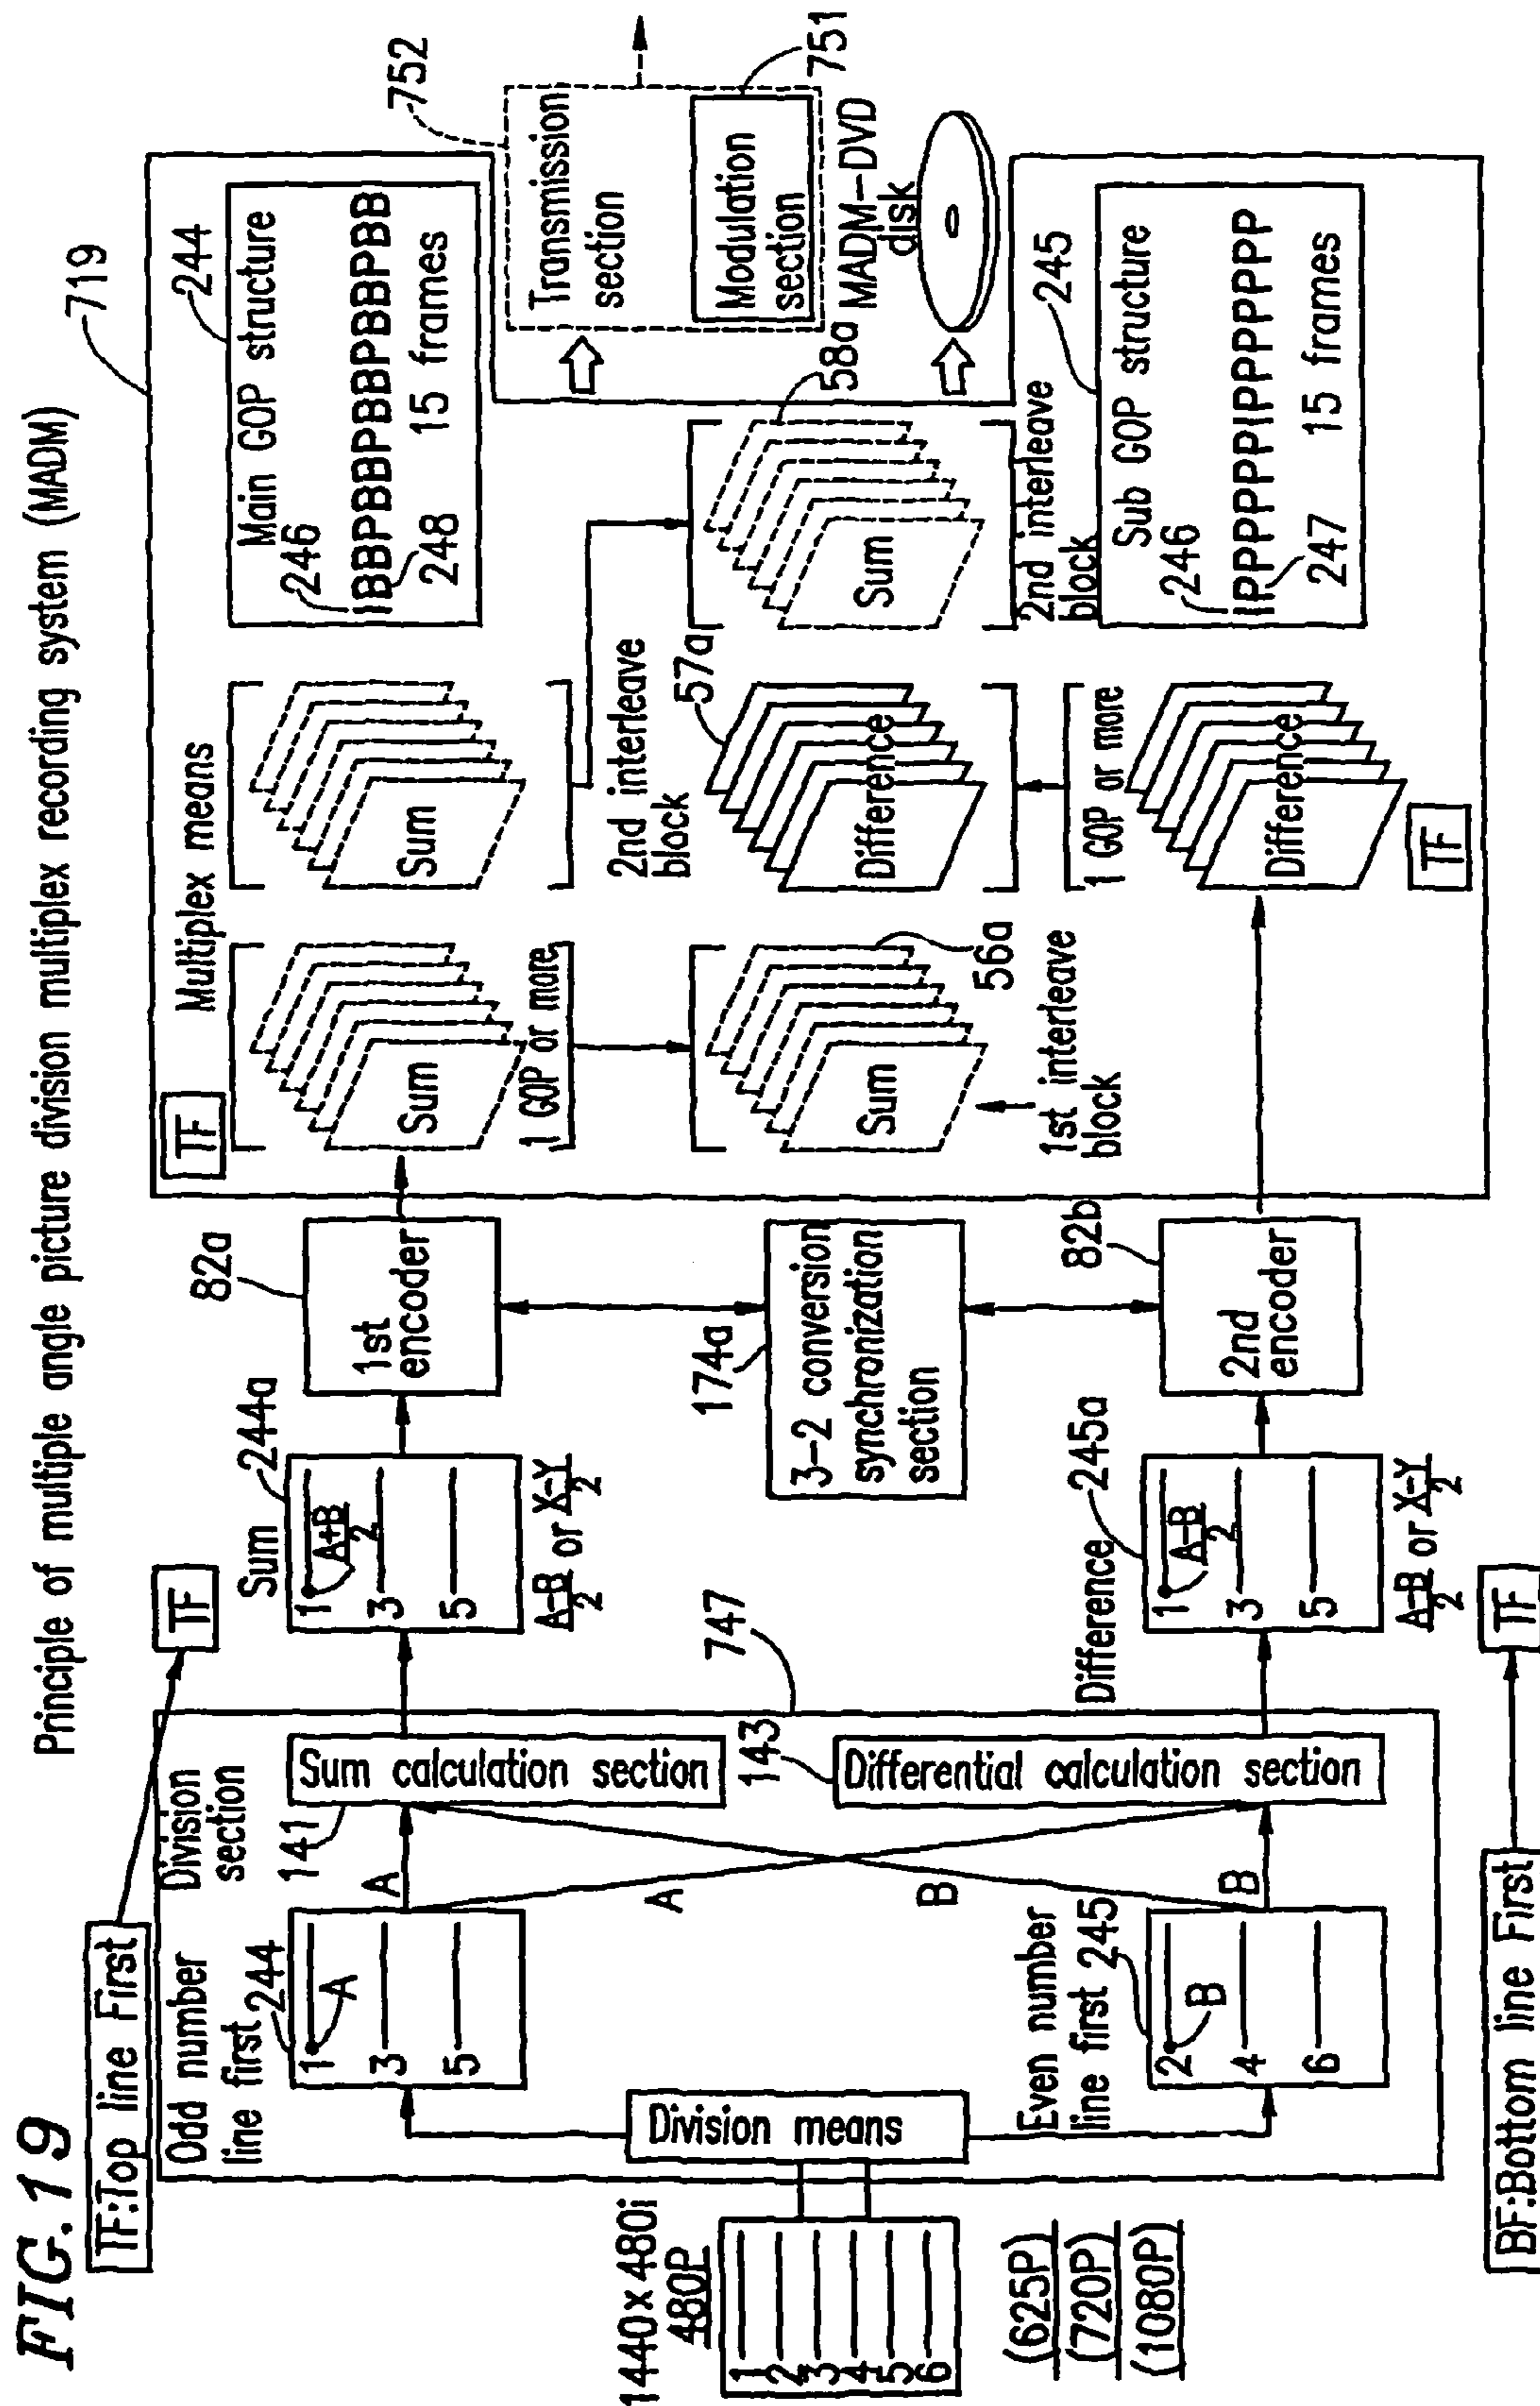 FIG. 19
Principle of multiple angle picture division multiplex recording system (MADM)
TF:Top line First
TF
1440x480i
480P
1
2
3
4
5
6
(625P)
(720P)
(1080P)
Division means
Odd number
line first 244
1
A
3
5
Even number
line first 245
2
B
4
6
Division
section
A
A
B
B
141
Sum calculation section
143
Differential calculation section
747
BF:Bottom line First
TF
Sum
244a
1
A+B
2
3
5
A-B
2
or
X-Y
2
Difference
245a
1
A-B
2
3
5
A-B
2
or
X-Y
2
82a
1st
encoder
174a
3-2 conversion
synchronization
section
82b
2nd
encoder
719
TF
Multiplex means
Sum
1 GOP or more
Sum
56a
1st interleave
block
Sum
2nd interleave
block
57a
Difference
1 GOP or more
Difference
TF
58a
Sum
2nd interleave
block
244
Main GOP structure
246
IBBPBBPBBPBBPBB
248
15 frames
245
Sub GOP structure
246
IPPPPPIPPPPPP
247
15 frames
752
Transmission
section
Modulation
section
751
MADM-DVD
disk